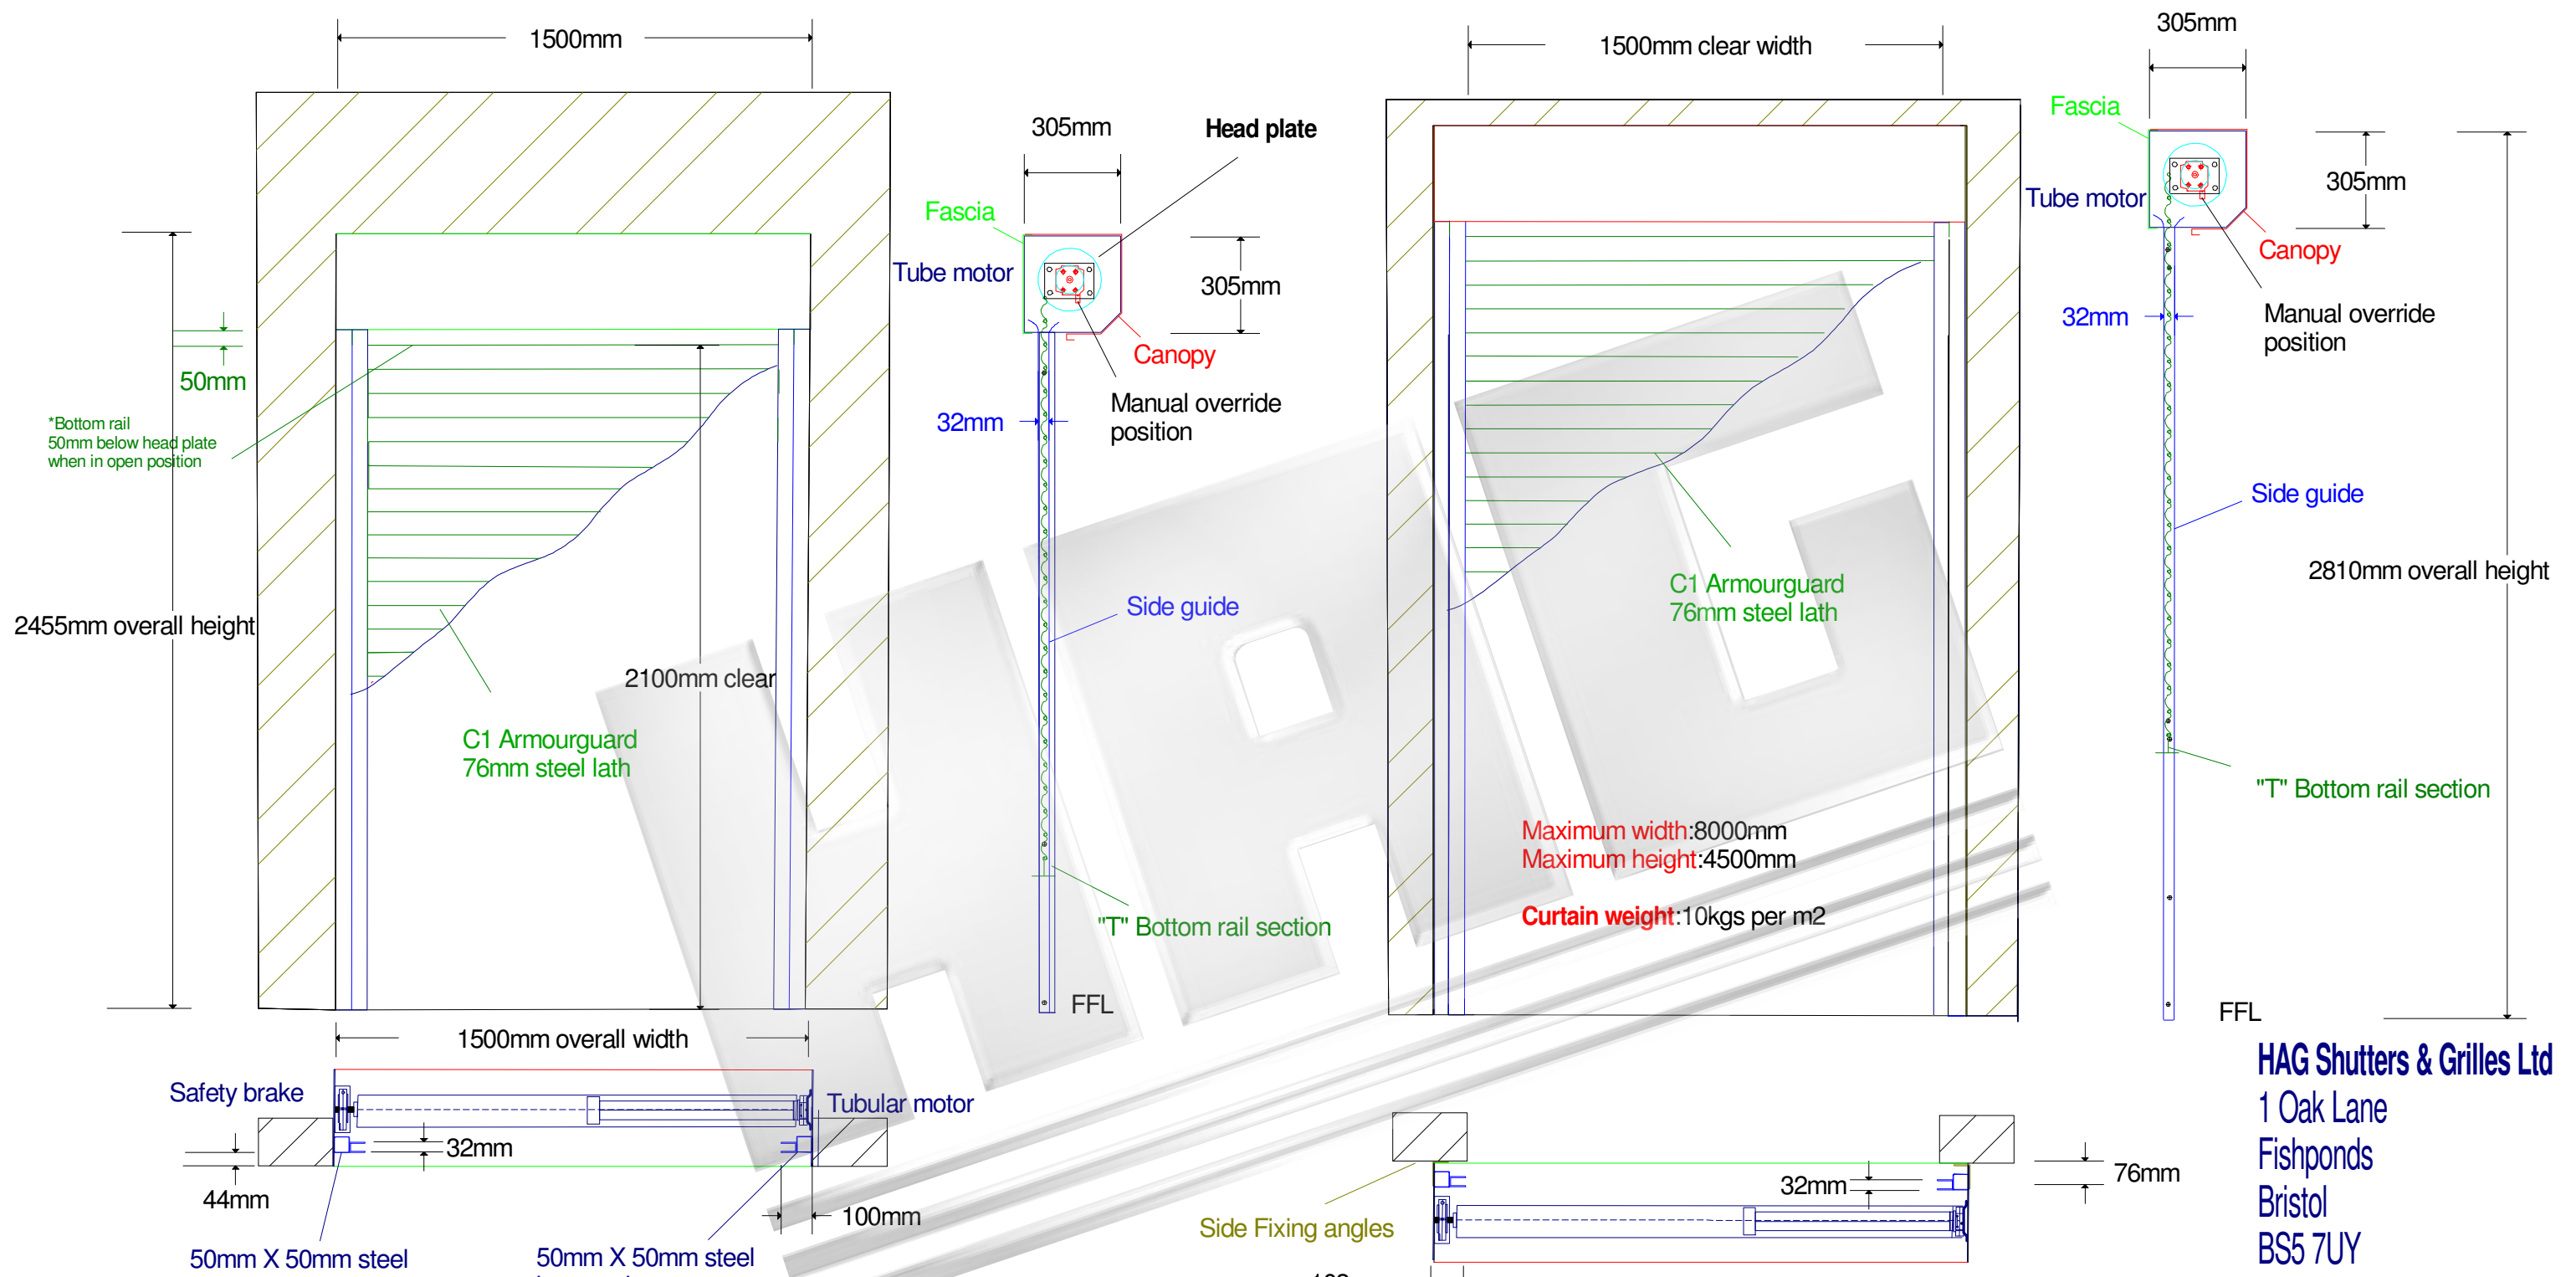 1500mm
1500mm clear width
305mm
305mm
Head plate
Fascia
Fascia
Tube motor
305mm
Tube motor
305mm
Canopy
Canopy
50mm
*Bottom rail
50mm below head plate
when in open position
Manual override
position
32mm
Manual override
position
32mm
Side guide
Side guide
2455mm overall height
2100mm clear
2810mm overall height
C1 Armourguard
76mm steel lath
C1 Armourguard
76mm steel lath
"T" Bottom rail section
"T" Bottom rail section
Maximum width:8000mm
Maximum height:4500mm
Curtain weight:10kgs per m2
FFL
FFL
1500mm overall width
Safety brake
Tubular motor
32mm
44mm
100mm
50mm X 50mm steel
50mm X 50mm steel
32mm
76mm
Side Fixing angles
HAG Shutters & Grilles Ltd
1 Oak Lane
Fishponds
Bristol
BS5 7UY
HAG